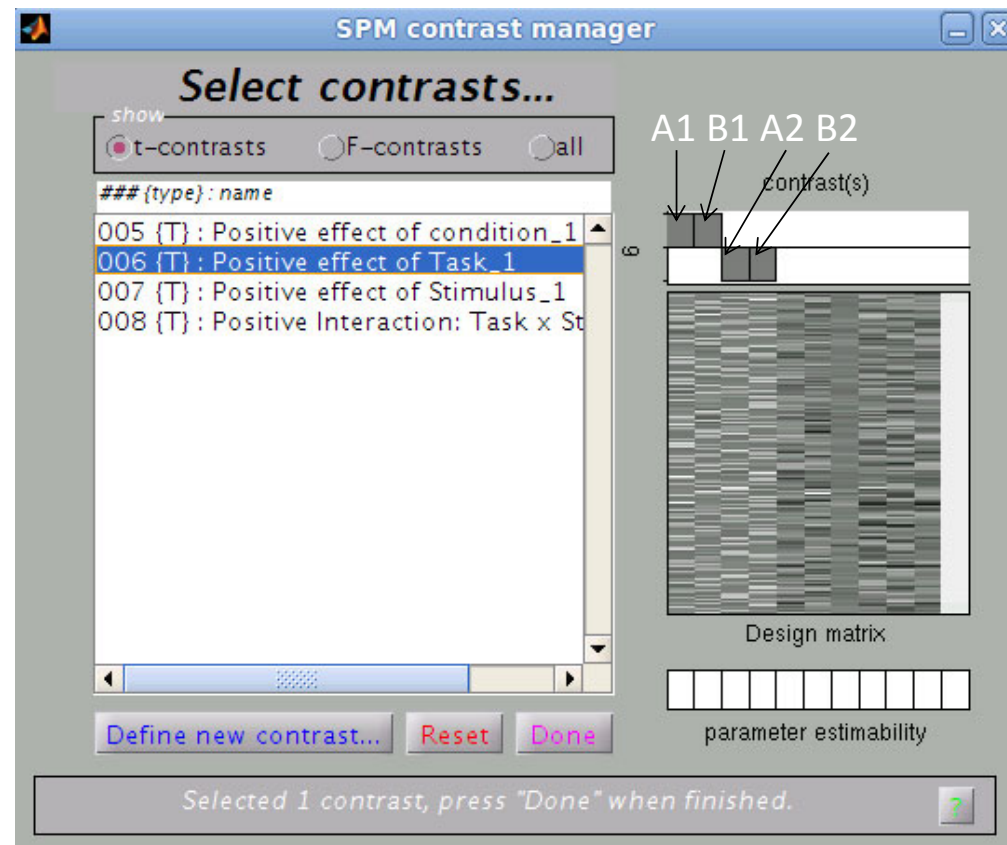 SPM contrast manager
Select contrasts...
show
t-contrasts F-contrasts all
A1 B1 A2 B2
contrast(s)
### {type} : name
005 {T} : Positive effect of condition_1
006 {T} : Positive effect of Task_1
007 {T} : Positive effect of Stimulus_1
008 {T} : Positive Interaction: Task x St
6
Design matrix
parameter estimability
Define new contrast... Reset Done
Selected 1 contrast, press "Done" when finished.
?